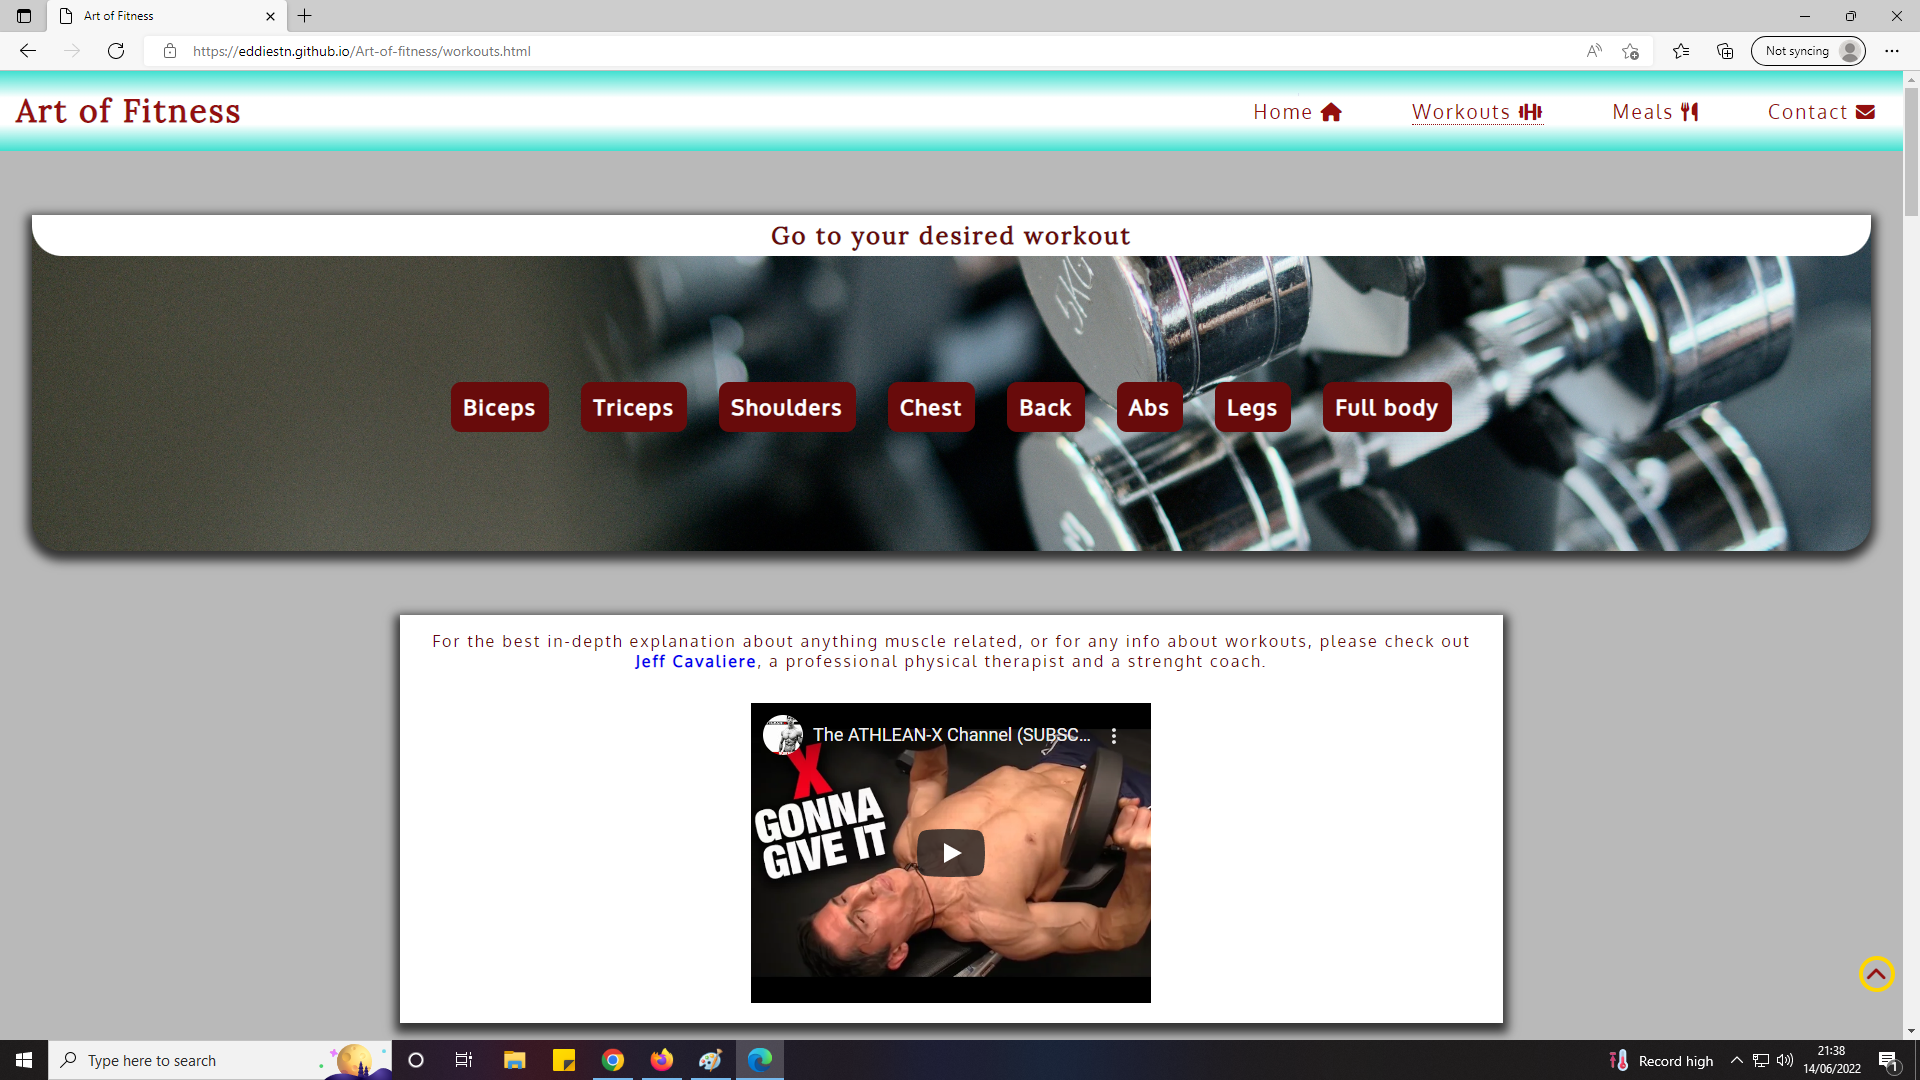 Art of Fitness
https://eddiestn.github.io/Art-of-fitness/workouts.html
Not syncing
Art of Fitness
Home
Workouts
Meals
Contact
Go to your desired workout
5KG
Biceps
Triceps
Shoulders
Chest
Back
Abs
Legs
Full body
For the best in-depth explanation about anything muscle related, or for any info about workouts, please check out
Jeff Cavaliere, a professional physical therapist and a strenght coach.
The ATHLEAN-X Channel (SUBSC...
X
GONNA
GIVE IT
Type here to search
Record high
21:38
14/06/2022
1